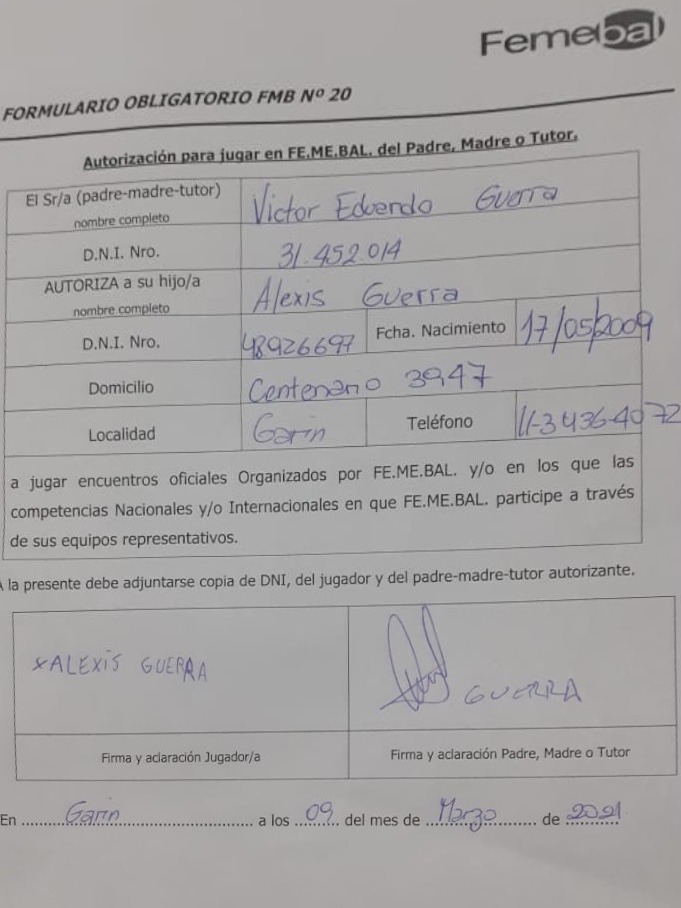 Femebal
FORMULARIO OBLIGATORIO FMB Nº 20
Autorización para jugar en FE.ME.BAL. del Padre, Madre o Tutor.
El Sr/a (padre-madre-tutor) Victor Eduardo Guerra
nombre completo
D.N.I. Nro. 31.452.014
AUTORIZA a su hijo/a Alexis Guerra
nombre completo
D.N.I. Nro. 48926697 Fcha. Nacimiento 17/05/2009
Domicilio Centenario 3947
Localidad Garin Teléfono 11-3436-4072
a jugar encuentros oficiales Organizados por FE.ME.BAL. y/o en los que las
competencias Nacionales y/o Internacionales en que FE.ME.BAL. participe a través
de sus equipos representativos.
A la presente debe adjuntarse copia de DNI, del jugador y del padre-madre-tutor autorizante.
xALEXIS GUERRA GUERRA
Firma y aclaración Jugador/a Firma y aclaración Padre, Madre o Tutor
En Garin a los 09 del mes de Marzo de 2021